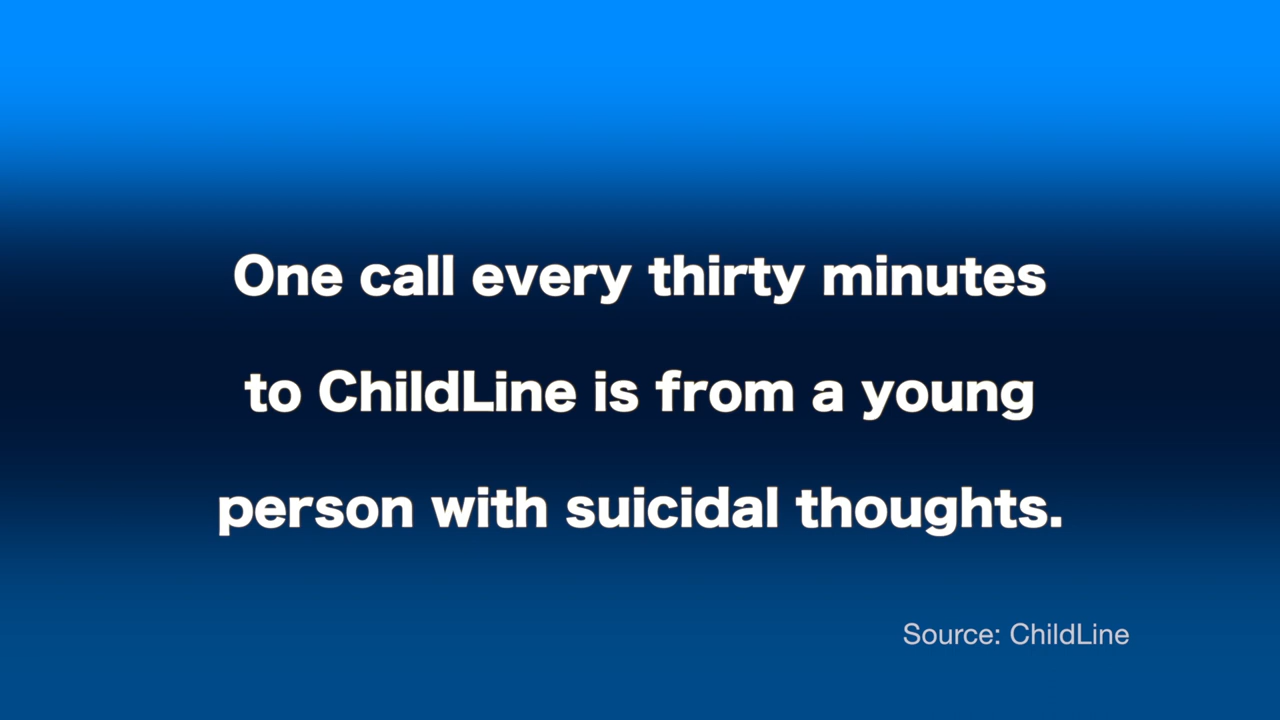 One call every thirty minutes
to ChildLine is from a young
person with suicidal thoughts.
Source: ChildLine